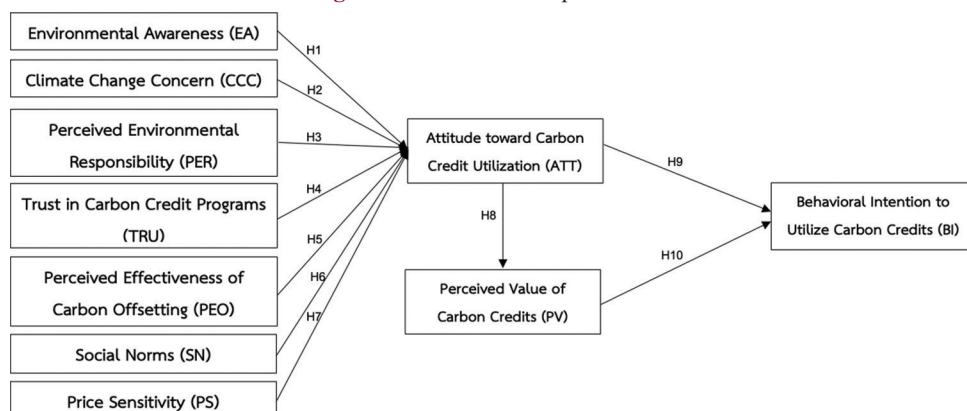 Environmental Awareness (EA)
Climate Change Concern (CCC)
Perceived Environmental
Responsibility (PER)
Trust in Carbon Credit Programs
(TRU)
Perceived Effectiveness of
Carbon Offsetting (PEO)
Social Norms (SN)
Price Sensitivity (PS)
H1
H2
H3
H4
H5
H6
H7
Attitude toward Carbon
Credit Utilization (ATT)
H8
Perceived Value of
Carbon Credits (PV)
H9
H10
Behavioral Intention to
Utilize Carbon Credits (BI)